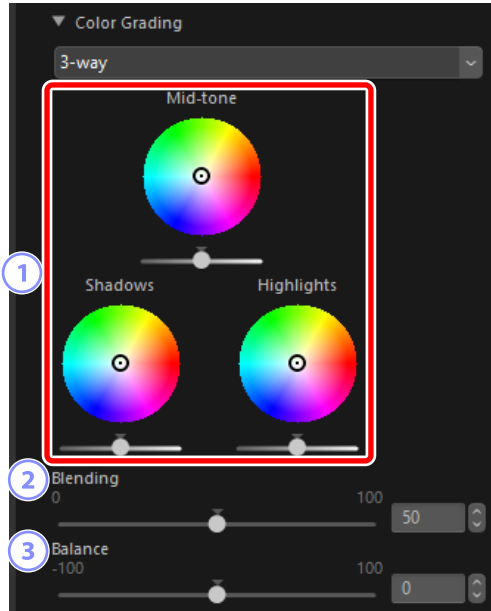 Color Grading
3-way
Mid-tone
1
Shadows Highlights
2
Blending
0 100
50
3
Balance
-100 100
0